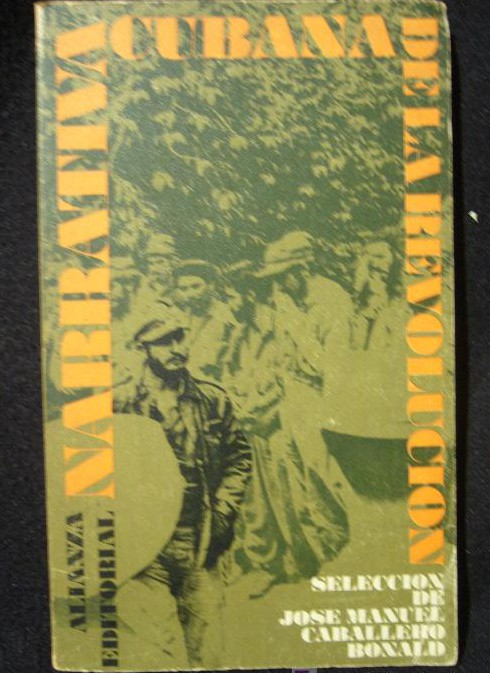 NARRATIVA
CUBANA
DE LA REVOLUCION
ALIANZA
EDITORIAL
SELECCION
DE
JOSE MANUEL
CABALLERO
BONALD